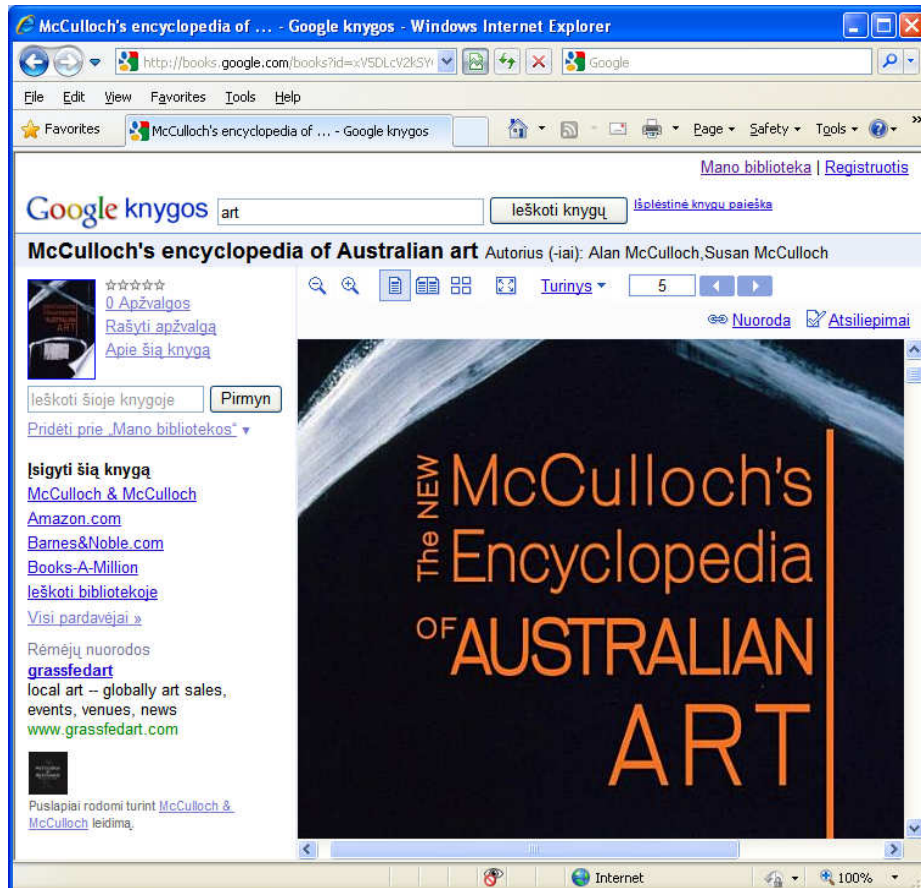 McCulloch's encyclopedia of ... - Google knygos - Windows Internet Explorer
http://books.google.com/books?id=xV5DLcV2k5Y
Google
File Edit View Favorites Tools Help
Favorites
McCulloch's encyclopedia of ... - Google knygos
Page Safety Tools
Mano biblioteka | Registruotis
Google knygos
art
Ieškoti knygų
Išplėstinė knygų paieška
McCulloch's encyclopedia of Australian art Autorius (-iai): Alan McCulloch,Susan McCulloch
0 Apžvalgos
Rašyti apžvalgą
Apie šią knygą
Ieškoti šioje knygoje
Pirmyn
Pridėti prie „Mano bibliotekos"
Įsigyti šią knygą
McCulloch & McCulloch
Amazon.com
Barnes&Noble.com
Books-A-Million
Ieškoti bibliotekoje
Visi pardavėjai »
Rėmėjų nuorodos
grassfedart
local art -- globally art sales,
events, venues, news
www.grassfedart.com
Puslapiai rodomi turint McCulloch &
McCulloch leidimą.
Turinys
5
Nuoroda Atsiliepimai
The NEW
McCulloch's
Encyclopedia
OF AUSTRALIAN
ART
Internet
100%